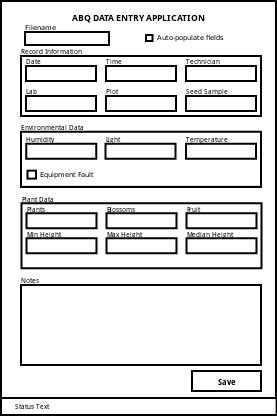 ABQ DATA ENTRY APPLICATION
Filename
Auto-populate fields
Record Information
Date Time Technician
Lab Plot Seed Sample
Environmental Data
Humidity Light Temperature
Equipment Fault
Plant Data
Plants Blossoms Fruit
Min Height Max Height Median Height
Notes
Save
Status Text